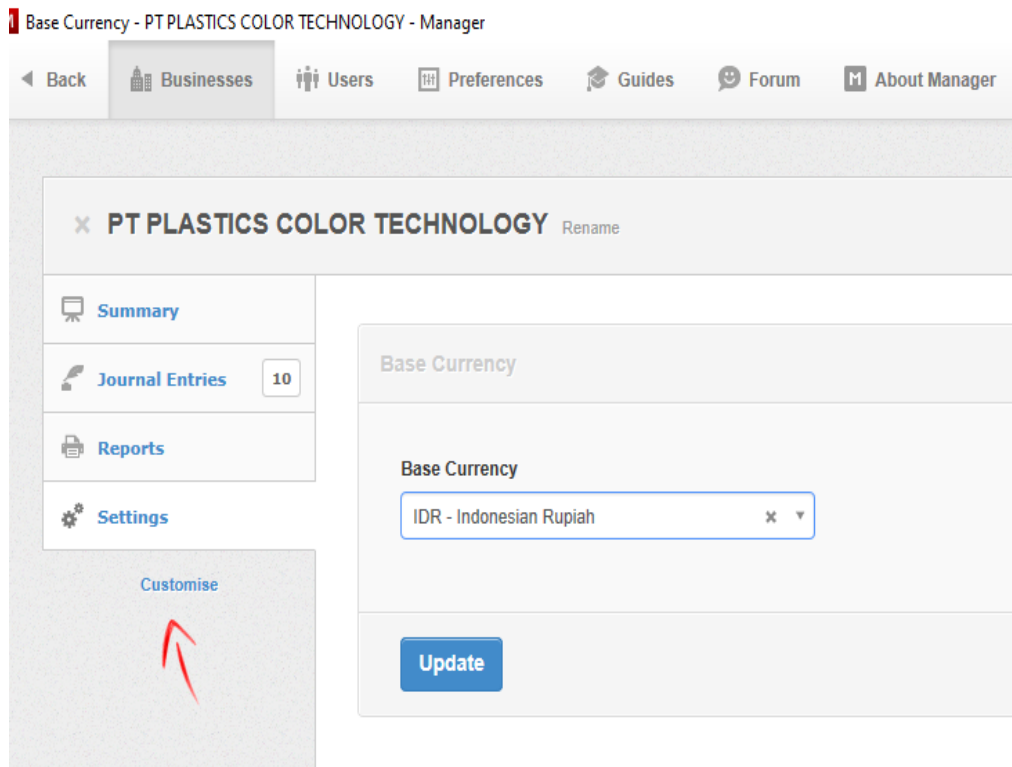 Base Currency - PT PLASTICS COLOR TECHNOLOGY - Manager
Back Businesses Users Preferences Guides Forum About Manager
PT PLASTICS COLOR TECHNOLOGY Rename
Summary
Journal Entries 10
Reports
Settings
Customise
Base Currency
Base Currency
IDR - Indonesian Rupiah
Update